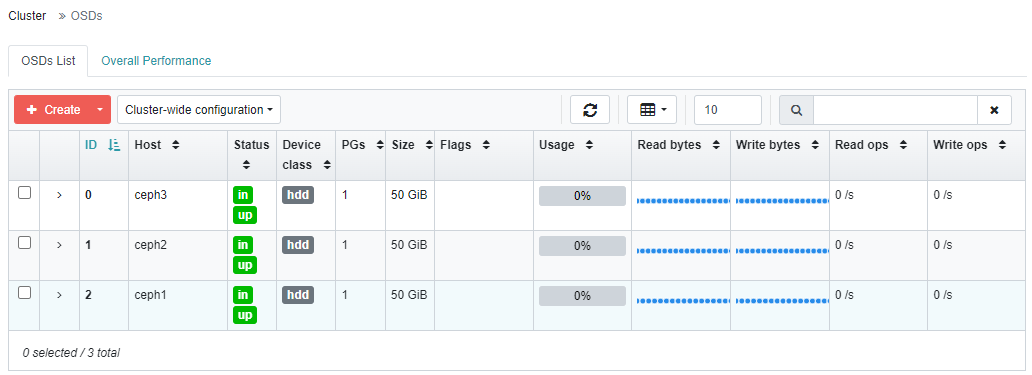 Cluster » OSDs
OSDs List Overall Performance
+ Create Cluster-wide configuration 10
ID Host Status Device class PGs Size Flags Usage Read bytes Write bytes Read ops Write ops
0 ceph3 in up hdd 1 50 GiB 0% 0 /s 0 /s
1 ceph2 in up hdd 1 50 GiB 0% 0 /s 0 /s
2 ceph1 in up hdd 1 50 GiB 0% 0 /s 0 /s
0 selected / 3 total